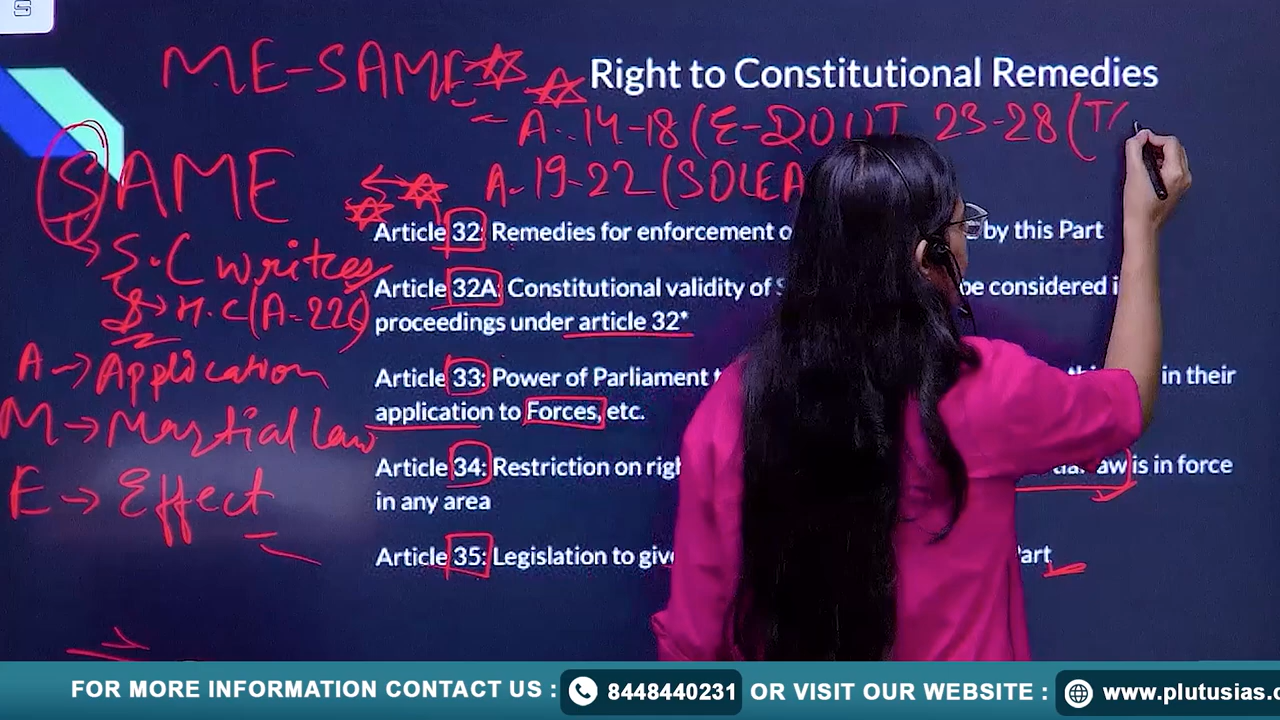 ME-SAME
Right to Constitutional Remedies
A. 14-18 (E-DOUT 23-28 (T
A. 19-22 (SOLEA
SAME
Article 32: Remedies for enforcement by this Part
S.C writes
Article 32A: Constitutional validity of be considered
H.C (A-226)
proceedings under article 32*
A → Application
Article 33: Power of Parliament in their
application to Forces, etc.
M → Martial law
Article 34: Restriction on law is in force
in any area
E → Effect
Article 35: Legislation to Part
FOR MORE INFORMATION CONTACT US : 8448440231 OR VISIT OUR WEBSITE : www.plutusias.c